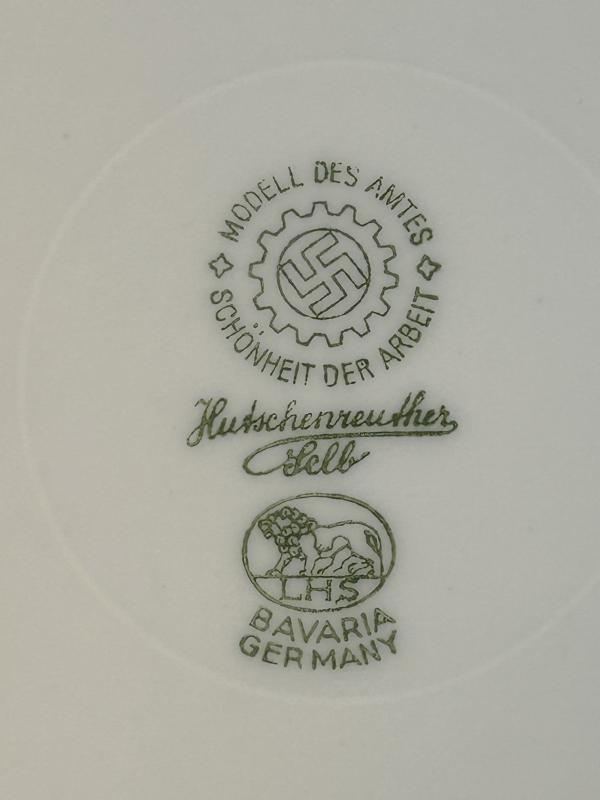 MODELL DES AMTES
SCHÖNHEIT DER ARBEIT
Hutschenreuther
Selb
LHS
BAVARIA
GERMANY